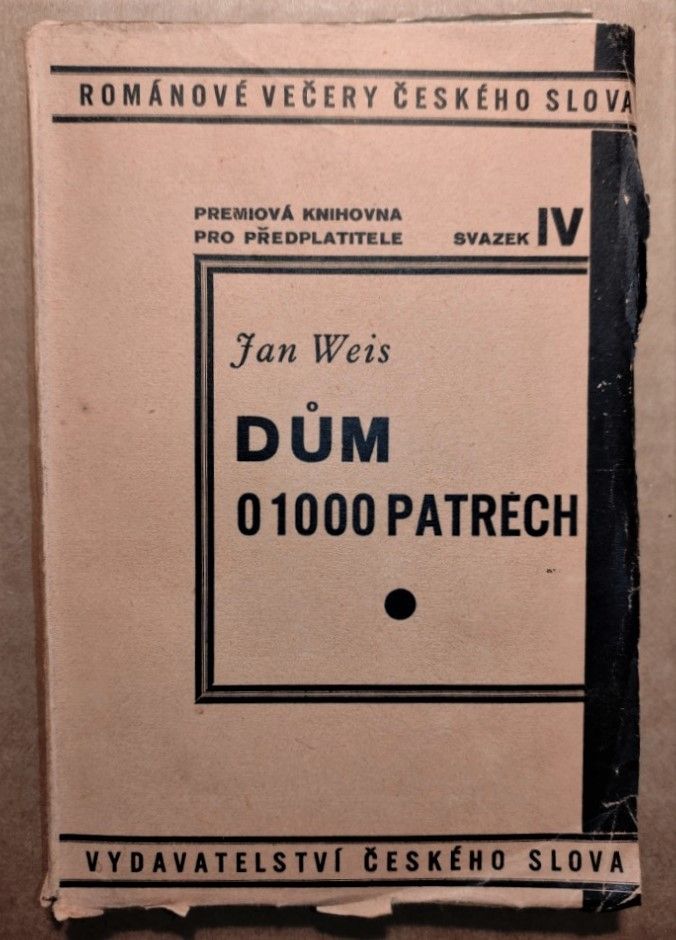 ROMÁNOVÉ VEČERY ČESKÉHO SLOVA
PREMIOVÁ KNIHOVNA
PRO PŘEDPLATITELE SVAZEK IV
Jan Weis
DŮM
O 1000 PATRECH
VYDAVATELSTVÍ ČESKÉHO SLOVA